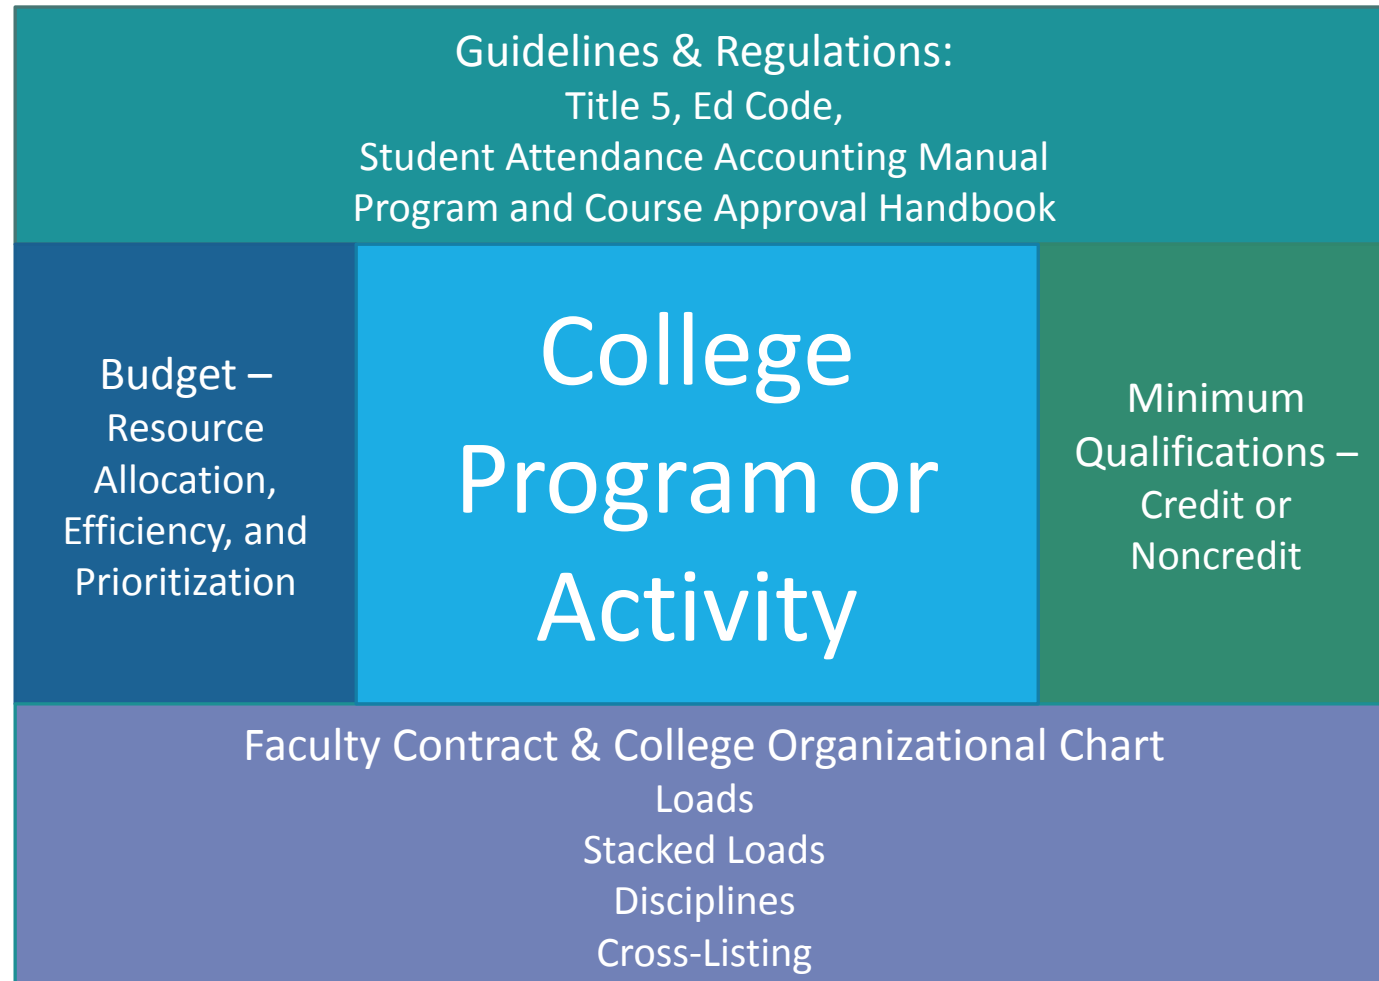 Guidelines & Regulations:
Title 5, Ed Code,
Student Attendance Accounting Manual
Program and Course Approval Handbook
Budget –
Resource
Allocation,
Efficiency, and
Prioritization
College
Program or
Activity
Minimum
Qualifications –
Credit or
Noncredit
Faculty Contract & College Organizational Chart
Loads
Stacked Loads
Disciplines
Cross-Listing